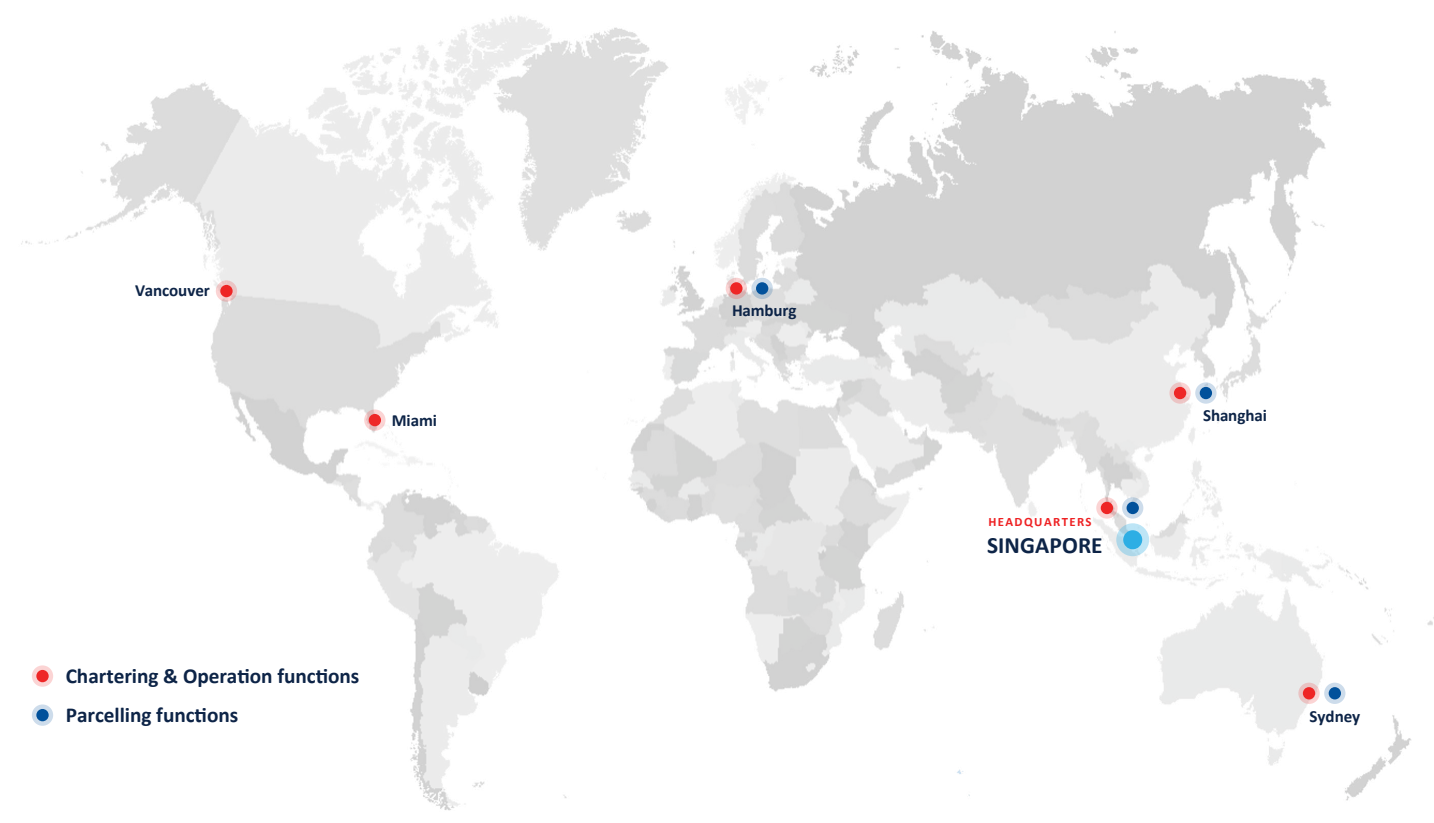 Vancouver
Hamburg
Miami
Shanghai
HEADQUARTERS
SINGAPORE
Chartering & Operation functions
Parcelling functions
Sydney